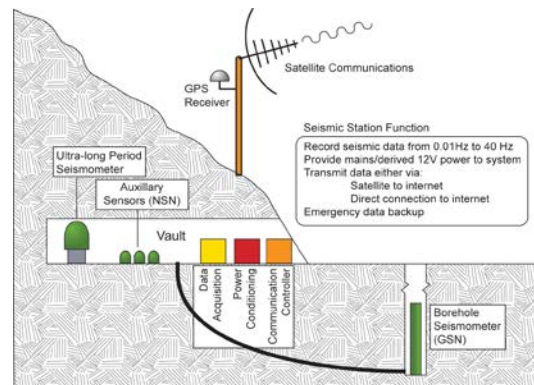 Satellite Communications
GPS
Receiver
Seismic Station Function
Record seismic data from 0.01Hz to 40 Hz
Provide mains/derived 12V power to system
Transmit data either via:
Satellite to internet
Direct connection to internet
Emergency data backup
Ultra-long Period
Seismometer
Auxillary
Sensors (NSN)
Vault
Data
Acquisition
Power
Conditioning
Communication
Controller
Borehole
Seismometer
(GSN)